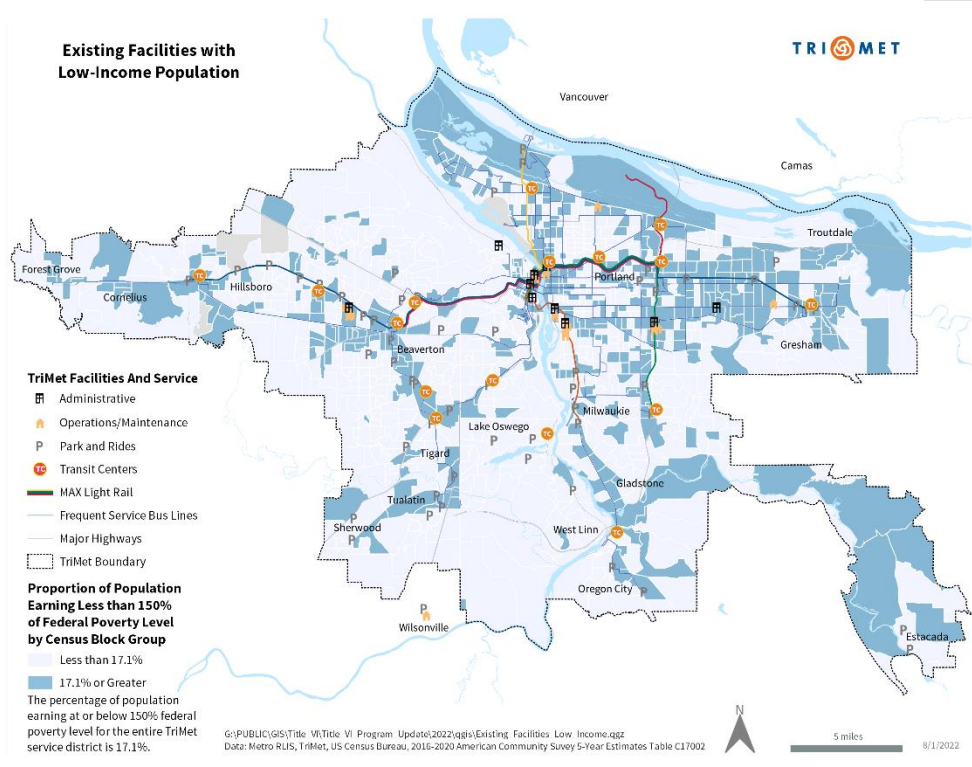 Existing Facilities with
Low-Income Population
TRI MET
Vancouver
Camas
Troutdale
Forest Grove
Cornelius
Hillsboro
Portland
Gresham
Beaverton
Milwaukie
Lake Oswego
Tigard
Gladstone
Tualatin
Sherwood
West Linn
Oregon City
Wilsonville
Estacada
TriMet Facilities And Service
Administrative
Operations/Maintenance
P Park and Rides
TC Transit Centers
MAX Light Rail
Frequent Service Bus Lines
Major Highways
TriMet Boundary
Proportion of Population
Earning Less than 150%
of Federal Poverty Level
by Census Block Group
Less than 17.1%
17.1% or Greater
The percentage of population
earning at or below 150% federal
poverty level for the entire TriMet
service district is 17.1%.
G:\PUBLIC\GIS\Title VI\Title VI Program Update\2022\qgis\Existing Facilities Low Income.qgz
Data: Metro RLIS, TriMet, US Census Bureau, 2016-2020 American Community Suvey 5-Year Estimates Table C17002
N
5 miles
8/1/2022